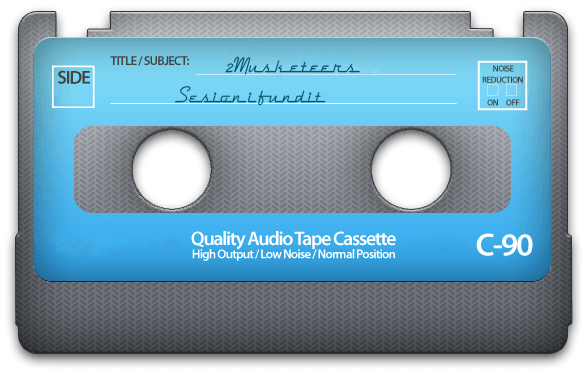 SIDE
TITLE / SUBJECT: 2Musketeers
Sesionifundit
NOISE
REDUCTION
ON OFF
Quality Audio Tape Cassette
High Output / Low Noise / Normal Position
C-90